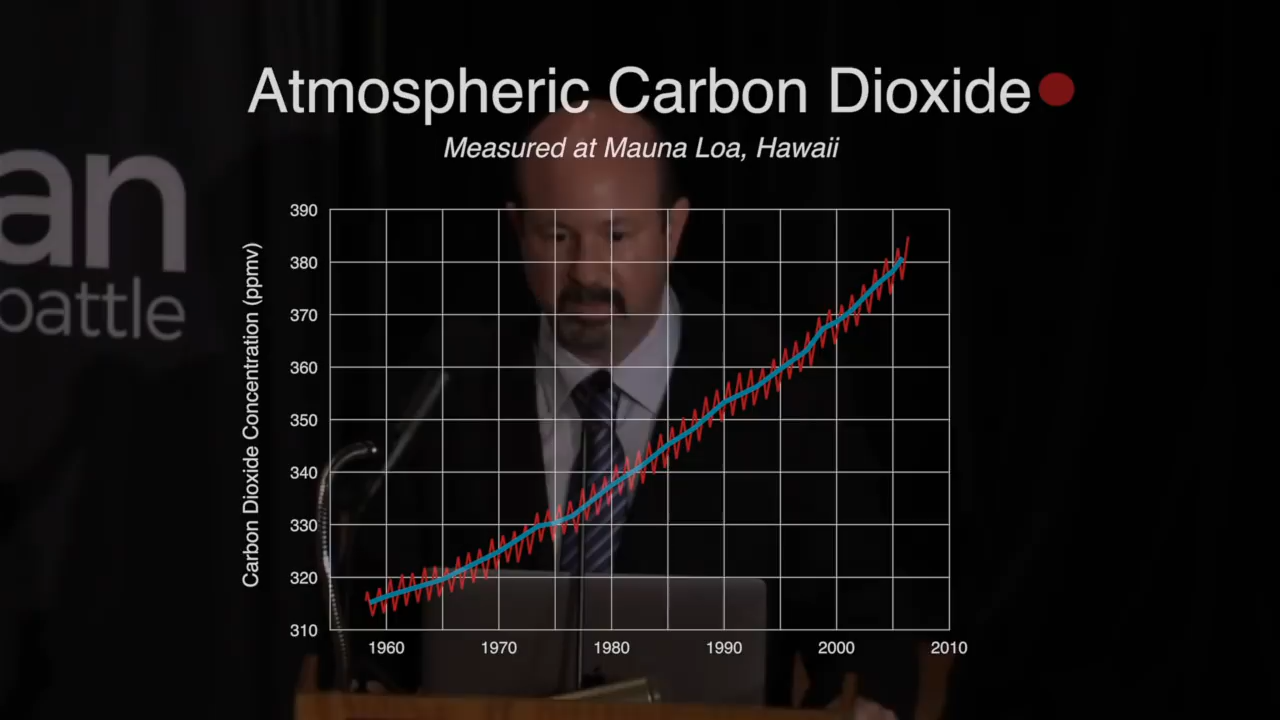 Atmospheric Carbon Dioxide
Measured at Mauna Loa, Hawaii
an
battle
Carbon Dioxide Concentration (ppmv)
390
380
370
360
350
340
330
320
310
1960 1970 1980 1990 2000 2010